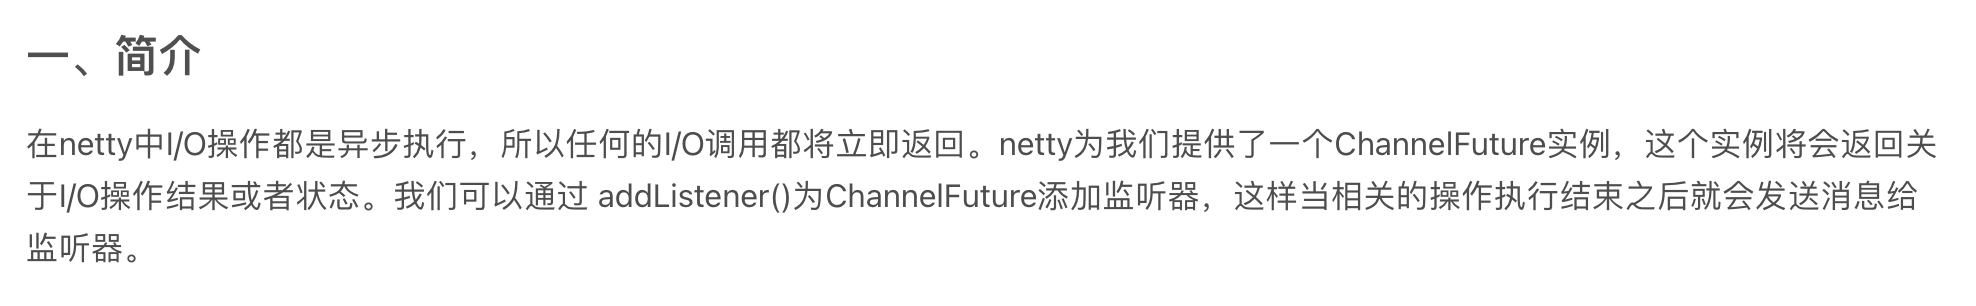 一、简介
在netty中I/O操作都是异步执行，所以任何的I/O调用都将立即返回。netty为我们提供了一个ChannelFuture实例，这个实例将会返回关
于I/O操作结果或者状态。我们可以通过 addListener()为ChannelFuture添加监听器，这样当相关的操作执行结束之后就会发送消息给
监听器。